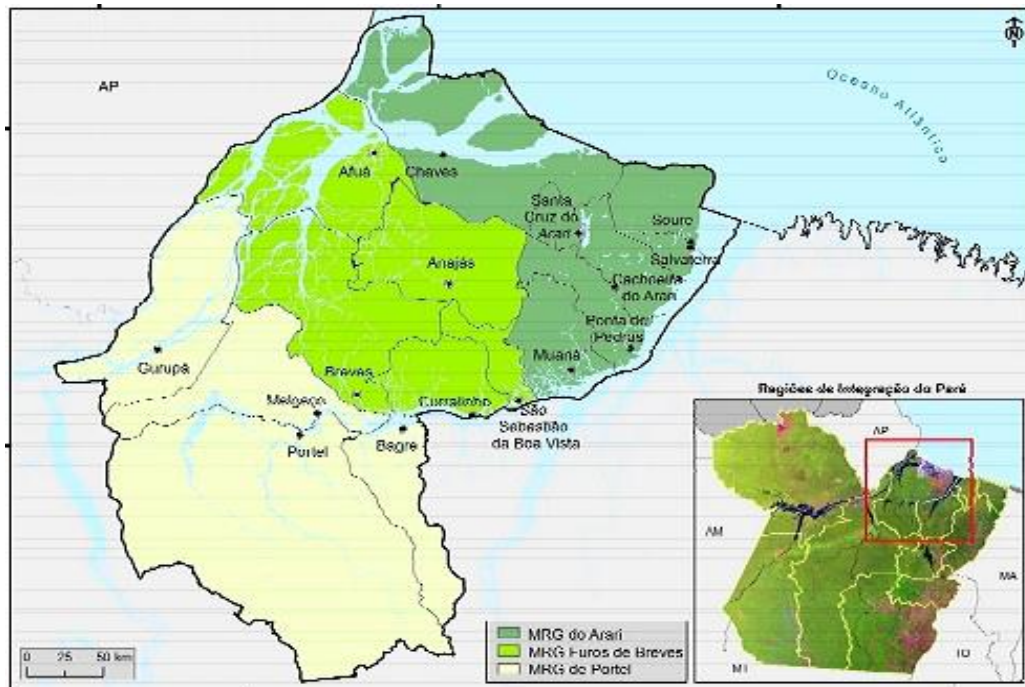 N
AP
Oceano Atlântico
Afuá
Chaves
Santa
Cruz do
Arari
Soure
Salvaterra
Anajás
Cachoeira
do Arari
Ponta de
Pedras
Muaná
Gurupá
Breves
Melgaço
Curralinho
São
Sebastião
da Boa Vista
Portel
Bagre
Regiões de Integração do Pará
AP
AM
MA
MT
TO
MRG do Arari
MRG Furos de Breves
MRG de Portel
0 25 50 km